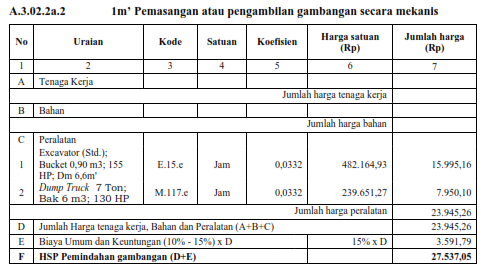 A.3.02.2a.2 1m’ Pemasangan atau pengambilan gambangan secara mekanis
No Uraian Kode Satuan Koefisien Harga satuan (Rp) Jumlah harga (Rp)
1 2 3 4 5 6 7
A Tenaga Kerja
Jumlah harga tenaga kerja
B Bahan
Jumlah harga bahan
C Peralatan
1 Excavator (Std.); Bucket 0,90 m3; 155 HP; Dm 6,6m' E.15.e Jam 0,0332 482.164,93 15.995,16
2 Dump Truck 7 Ton; Bak 6 m3; 130 HP M.117.e Jam 0,0332 239.651,27 7.950,10
Jumlah harga peralatan 23.945,26
D Jumlah Harga tenaga kerja, Bahan dan Peralatan (A+B+C) 23.945,26
E Biaya Umum dan Keuntungan (10% - 15%) x D 15% x D 3.591,79
F HSP Pemindahan gambangan (D+E) 27.537,05